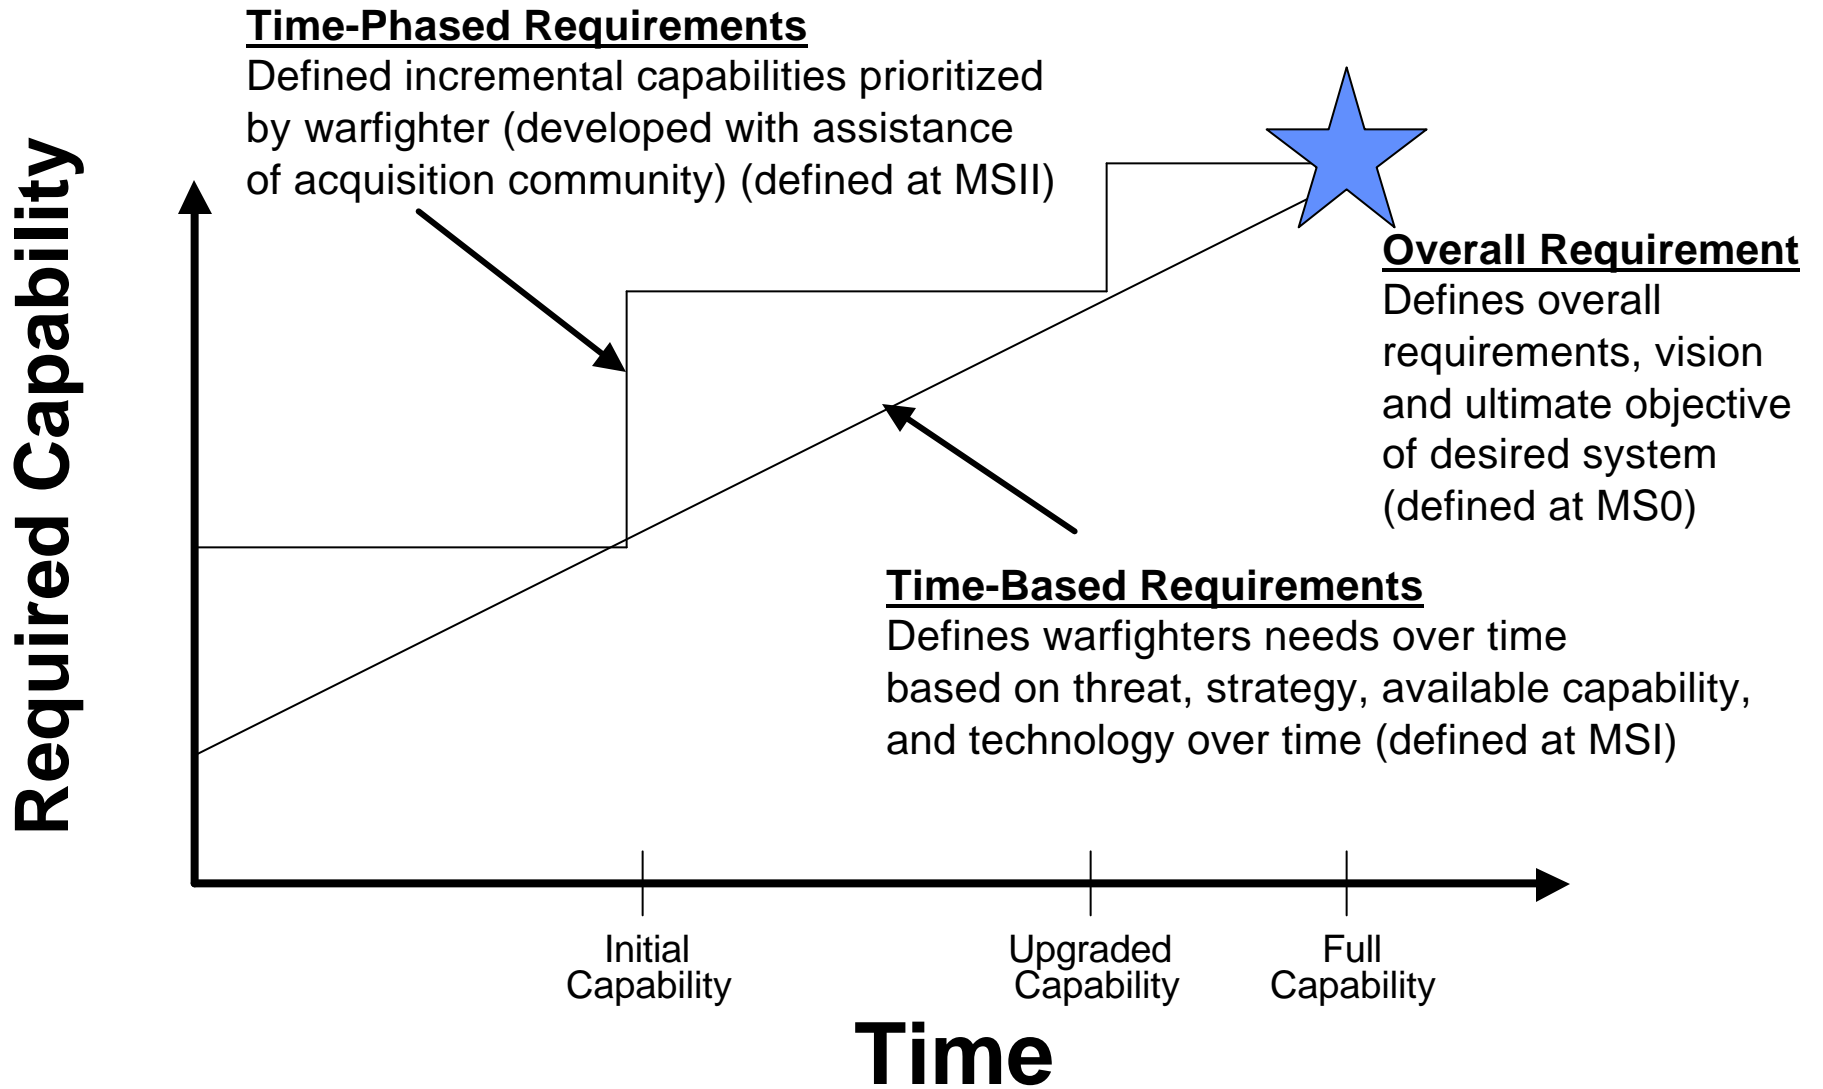 Time-Phased Requirements
Defined incremental capabilities prioritized
by warfighter (developed with assistance
of acquisition community) (defined at MSII)
Required Capability
Overall Requirement
Defines overall
requirements, vision
and ultimate objective
of desired system
(defined at MS0)
Time-Based Requirements
Defines warfighters needs over time
based on threat, strategy, available capability,
and technology over time (defined at MSI)
Initial
Capability
Upgraded
Capability
Full
Capability
Time